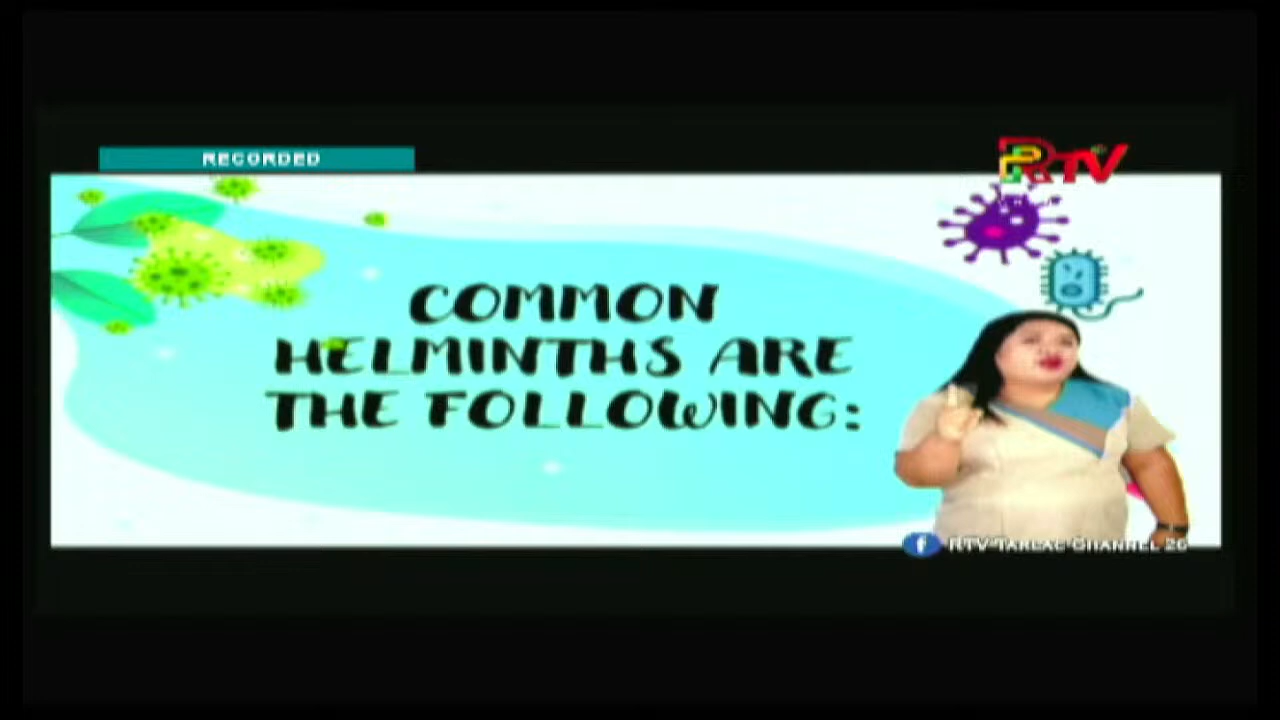 RECORDED
RTV
COMMON
HELMINTHS ARE
THE FOLLOWING:
RTV TARLAC CHANNEL 26